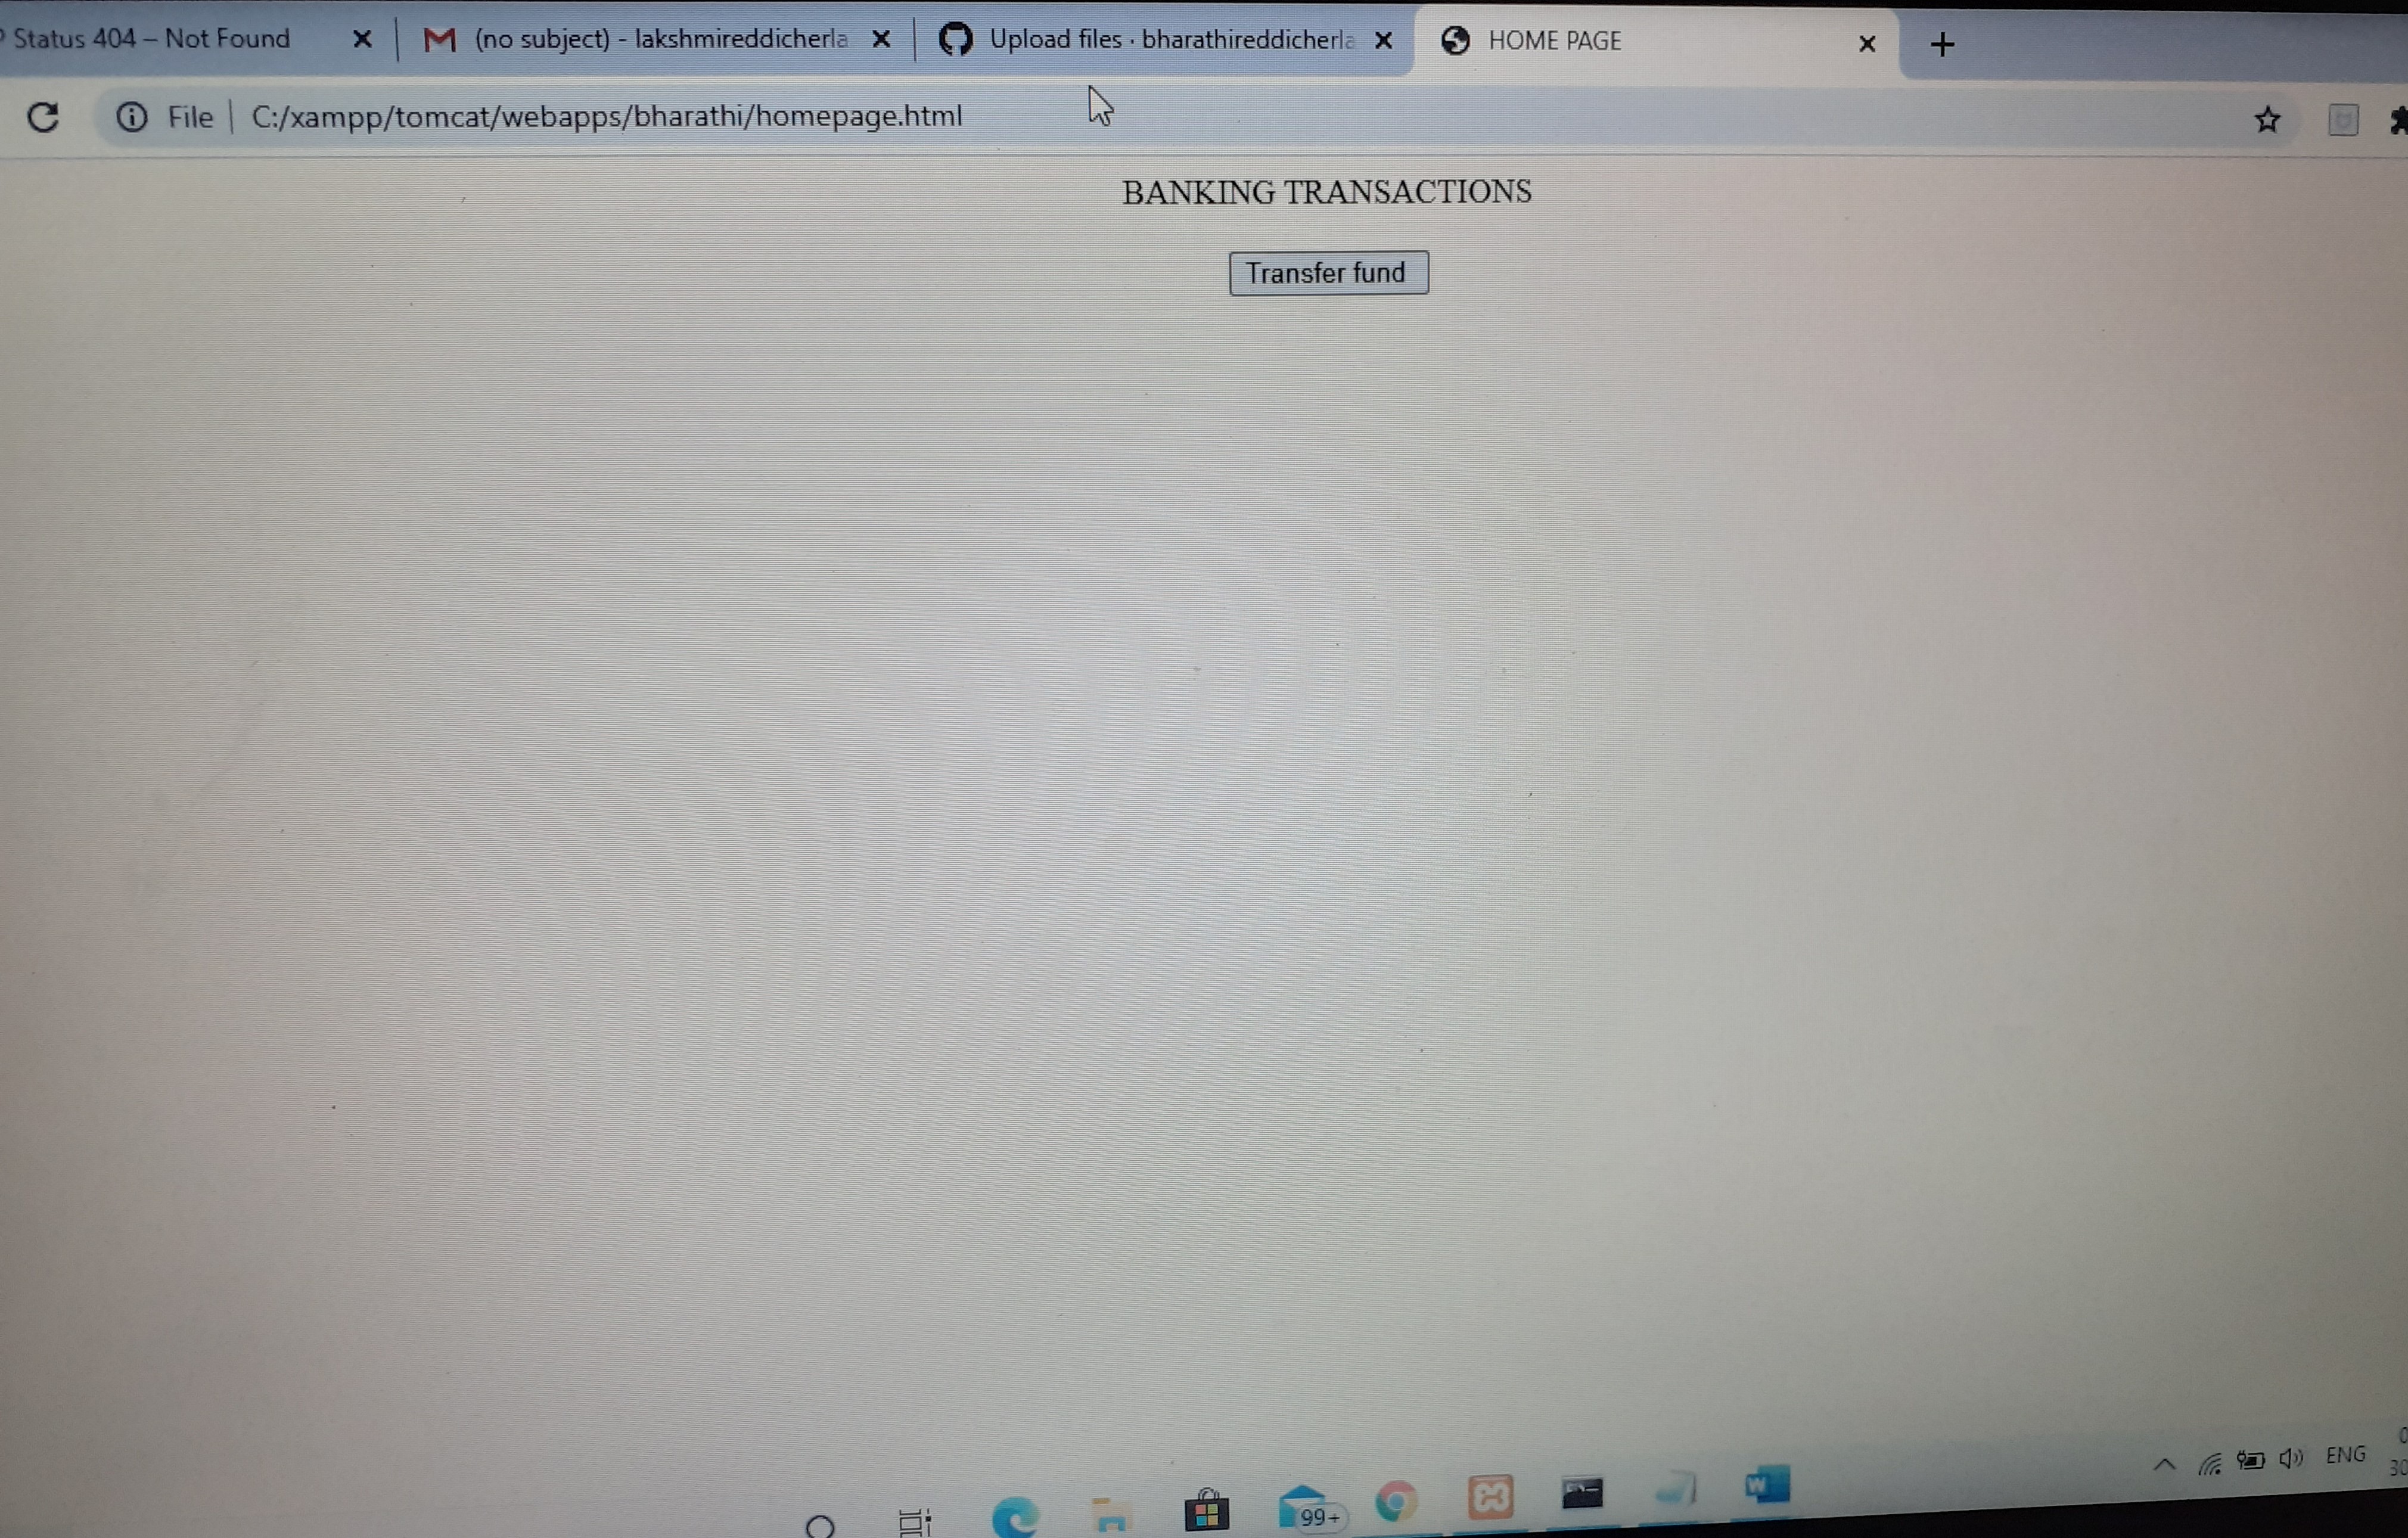 Status 404 – Not Found
(no subject) - lakshmireddicherla
Upload files · bharathireddicherla
HOME PAGE
File
C:/xampp/tomcat/webapps/bharathi/homepage.html
BANKING TRANSACTIONS
Transfer fund
99+
W
ENG